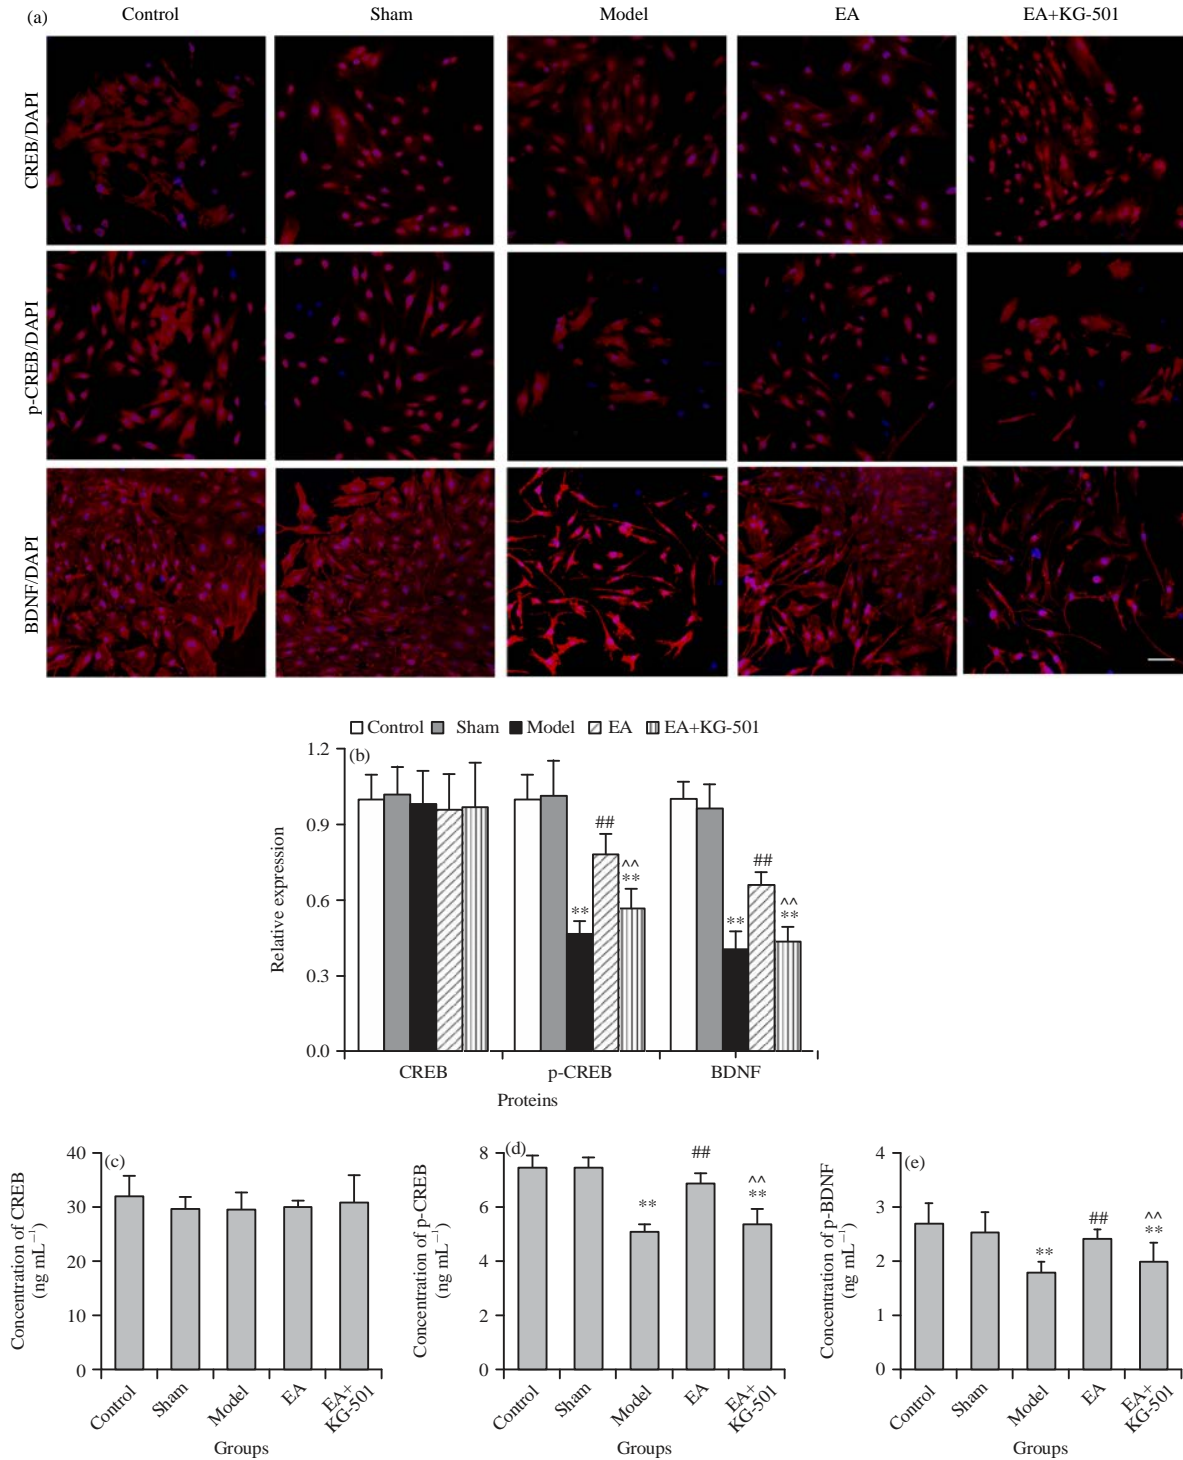 (a) Control Sham Model EA EA+KG-501
CREB/DAPI
p-CREB/DAPI
BDNF/DAPI
Control Sham Model EA EA+KG-501
(b)
Relative expression
1.2
0.9
0.6
0.3
0.0
##
^^
**
**
##
^^
**
**
CREB p-CREB BDNF
Proteins
(c)
Concentration of CREB
(ng mL⁻¹)
40
30
20
10
0
Control Sham Model EA EA+
KG-501
Groups
(d)
Concentration of p-CREB
(ng mL⁻¹)
8
6
4
2
0
##
^^
**
**
Control Sham Model EA EA+
KG-501
Groups
(e)
Concentration of p-BDNF
(ng mL⁻¹)
4
3
2
1
0
##
^^
**
**
Control Sham Model EA EA+
KG-501
Groups